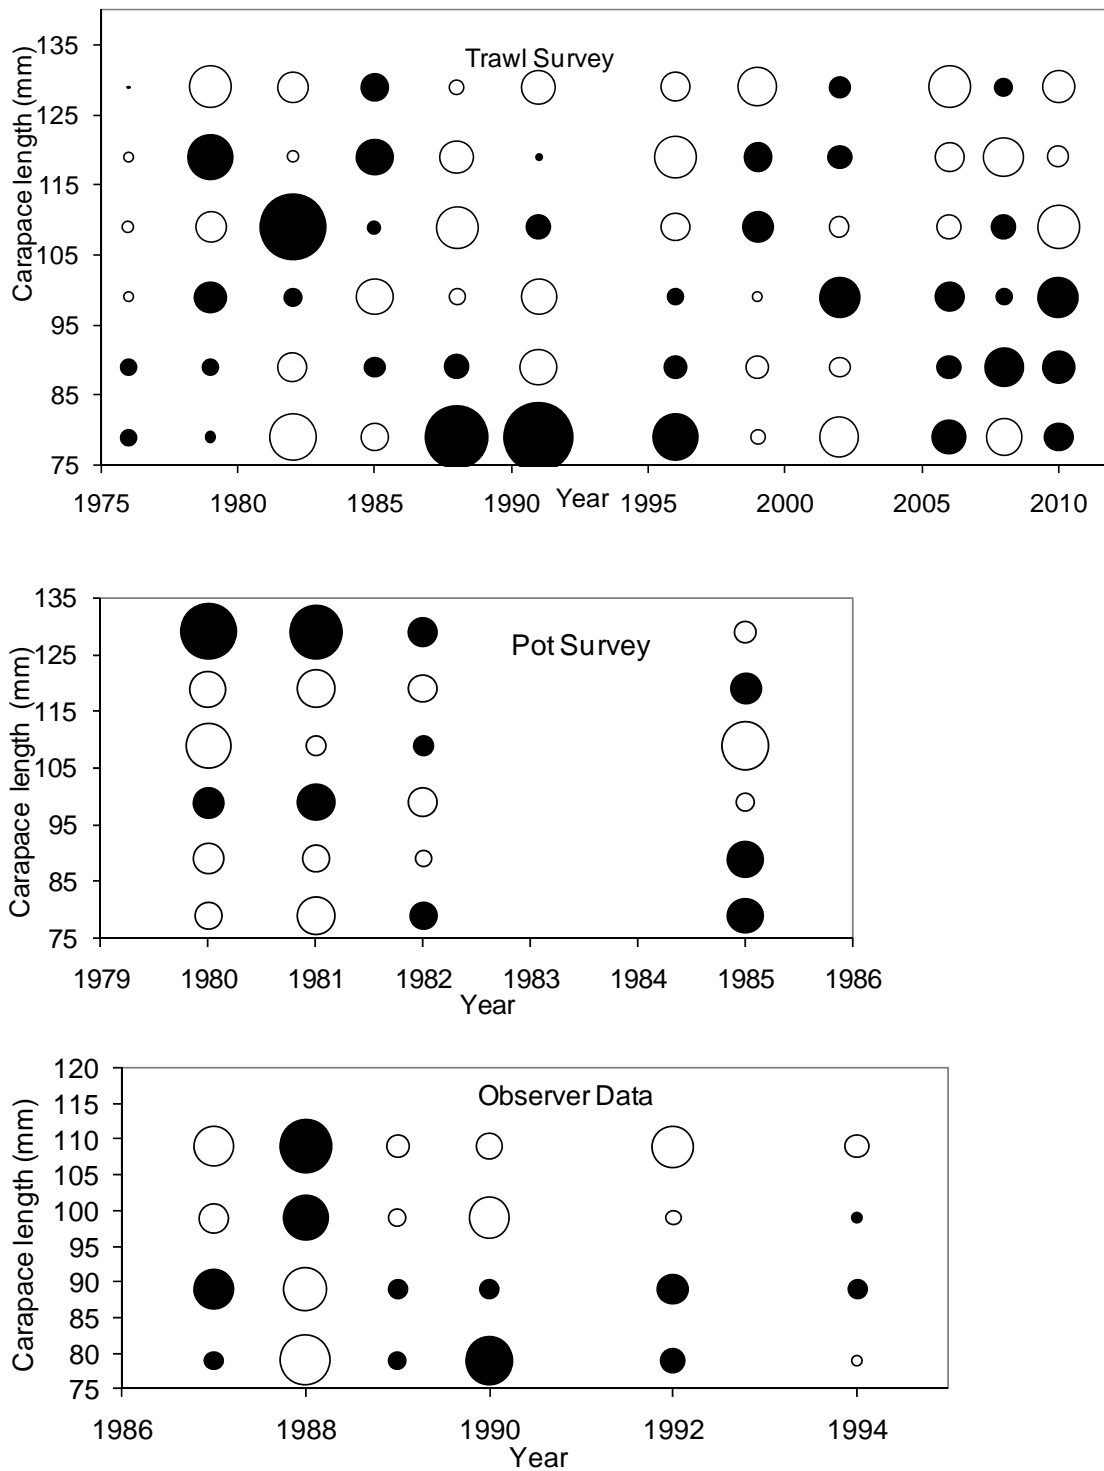 Trawl Survey
Carapace length (mm)
135
125
115
105
95
85
75
1975 1980 1985 1990 1995 2000 2005 2010
Year
Pot Survey
Carapace length (mm)
135
125
115
105
95
85
75
1979 1980 1981 1982 1983 1984 1985 1986
Year
Observer Data
Carapace length (mm)
120
115
110
105
100
95
90
85
80
75
1986 1988 1990 1992 1994
Year